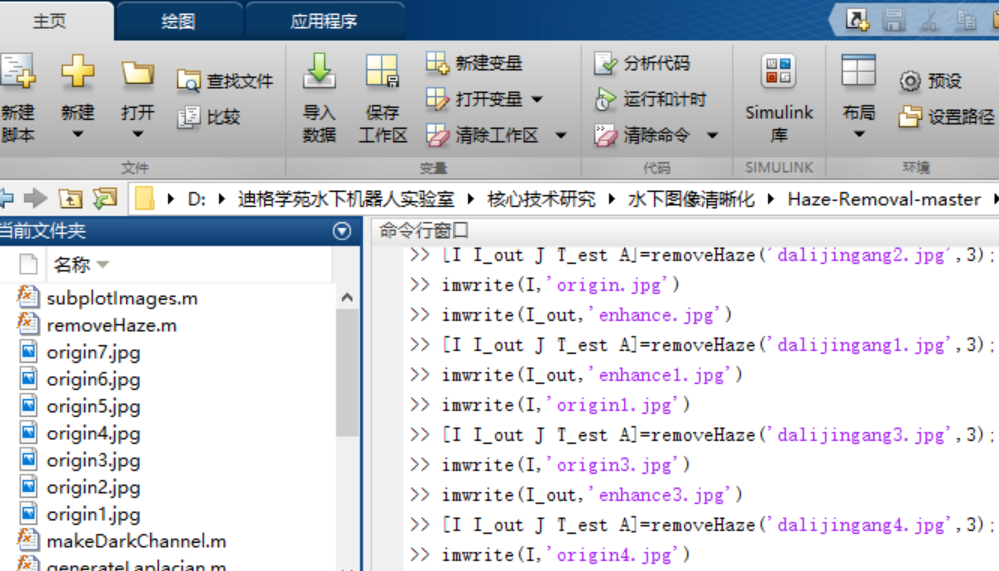 主页 绘图 应用程序
新建脚本 新建 打开 查找文件 比较 导入数据 保存工作区 新建变量 打开变量 清除工作区 分析代码 运行和计时 清除命令 Simulink 库 布局 预设 设置路径
文件 变量 代码 SIMULINK 环境
D: 迪格学苑水下机器人实验室 核心技术研究 水下图像清晰化 Haze-Removal-master
当前文件夹
名称
subplotImages.m
removeHaze.m
origin7.jpg
origin6.jpg
origin5.jpg
origin4.jpg
origin3.jpg
origin2.jpg
origin1.jpg
makeDarkChannel.m
generateLaplacian.m
命令行窗口
>> [I I_out J T_est A]=removeHaze('dalijingang2.jpg',3);
>> imwrite(I,'origin.jpg')
>> imwrite(I_out,'enhance.jpg')
>> [I I_out J T_est A]=removeHaze('dalijingang1.jpg',3);
>> imwrite(I_out,'enhance1.jpg')
>> imwrite(I,'origin1.jpg')
>> [I I_out J T_est A]=removeHaze('dalijingang3.jpg',3);
>> imwrite(I,'origin3.jpg')
>> imwrite(I_out,'enhance3.jpg')
>> [I I_out J T_est A]=removeHaze('dalijingang4.jpg',3);
>> imwrite(I,'origin4.jpg')